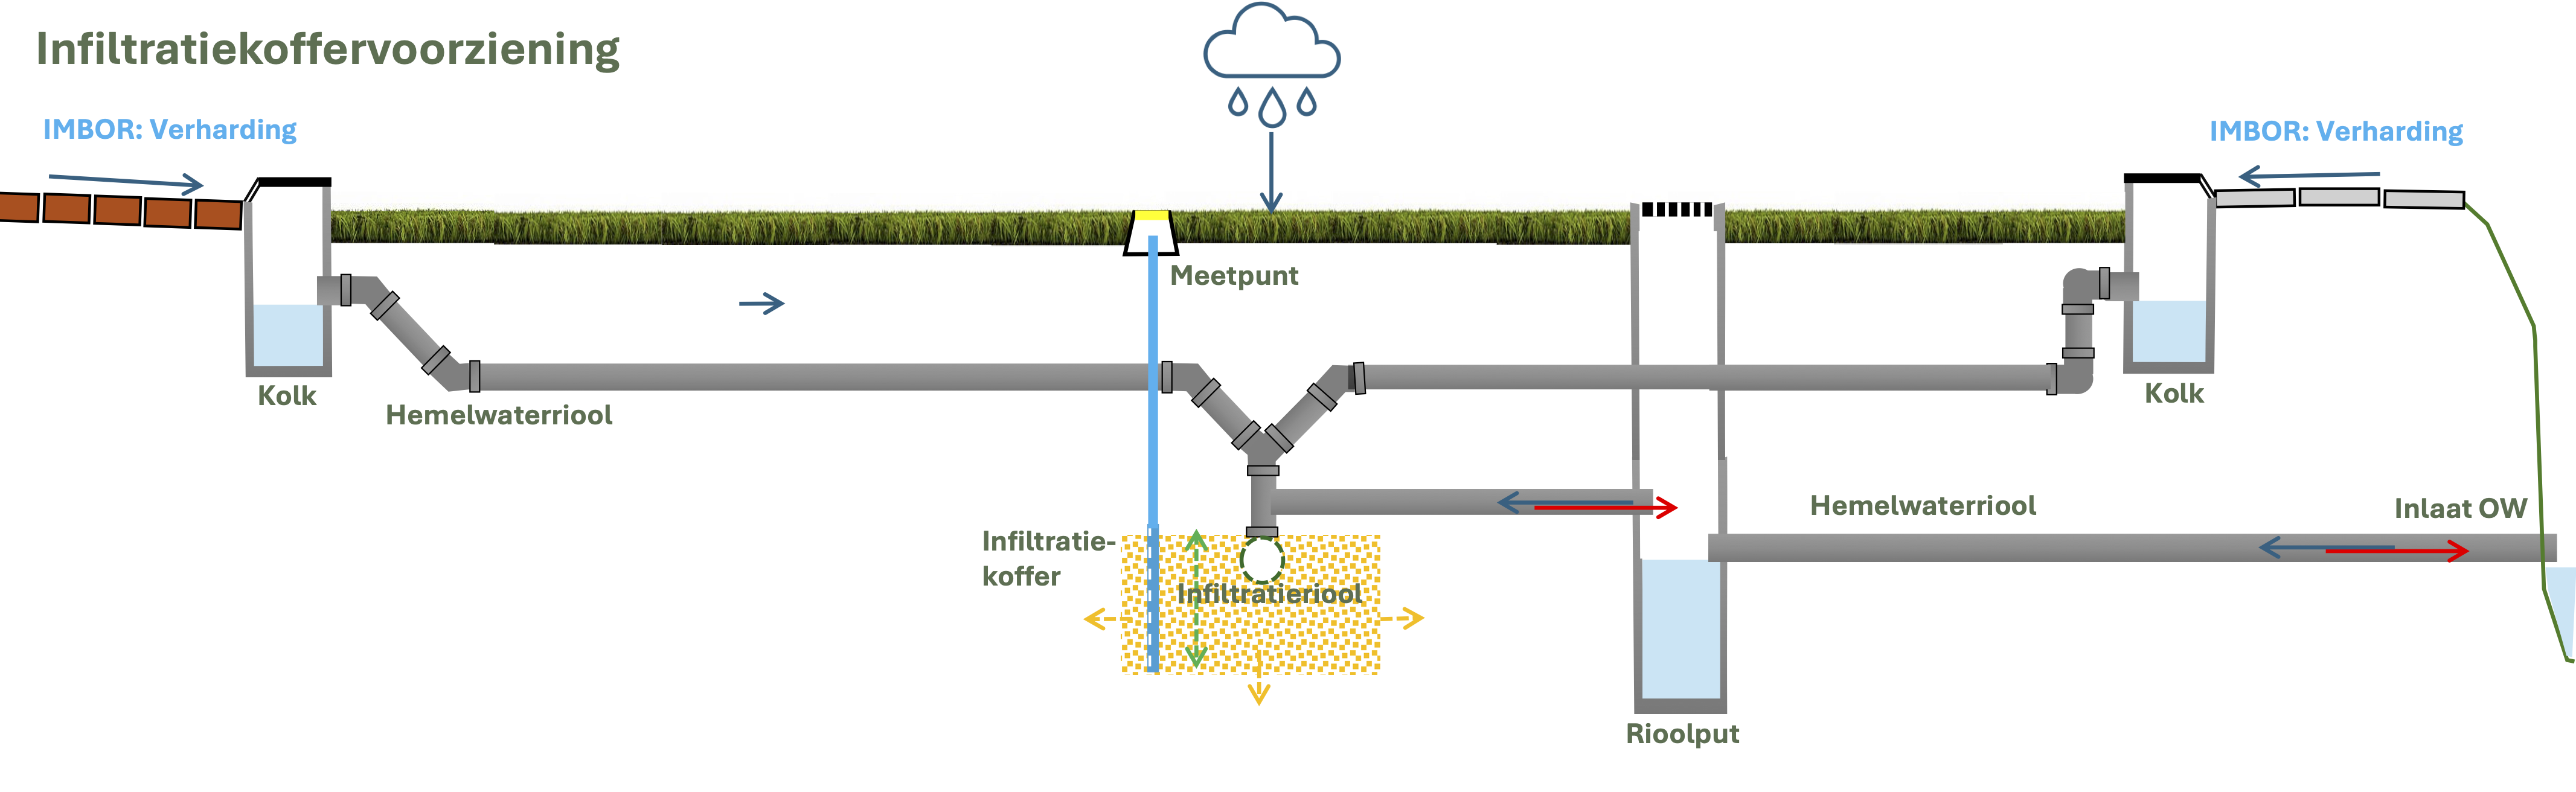 Infiltratiekoffervoorziening
IMBOR: Verharding
IMBOR: Verharding
Meetpunt
Kolk
Hemelwaterriool
Kolk
Hemelwaterriool
Inlaat OW
Infiltratie-
koffer
Infiltratieriool
Rioolput